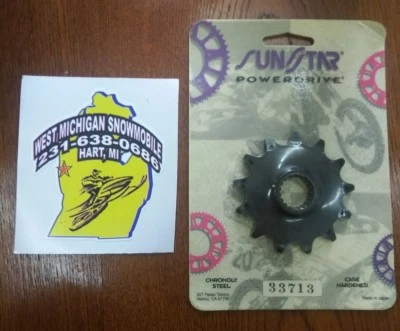 WEST MICHIGAN SNOWMOBILE
231-638-0686
HART, MI
SUNSTAR
POWERDRIVE
CHROMOLY
STEEL
CASE
HARDENED
33713
Made in Japan